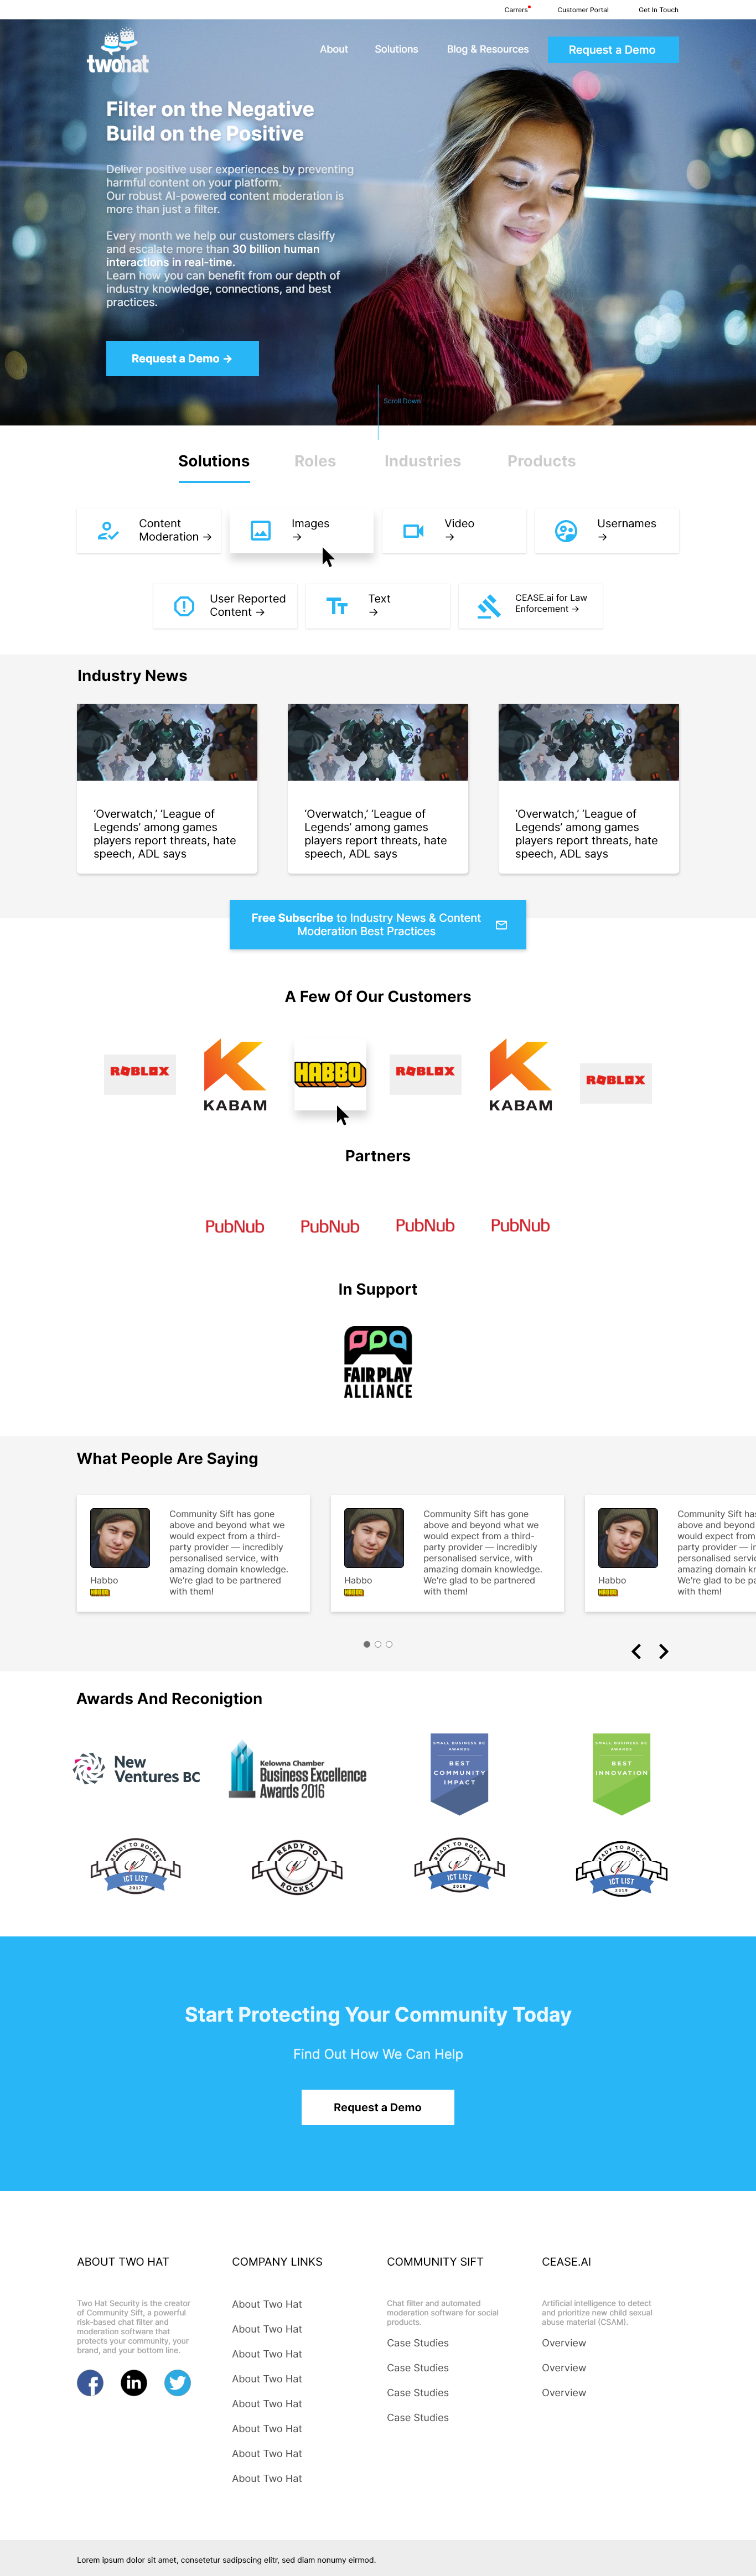 Carrers
Customer Portal
Get In Touch
twohat
About
Solutions
Blog & Resources
Request a Demo
Filter on the Negative
Build on the Positive
Deliver positive user experiences by preventing
harmful content on your platform.
Our robust AI-powered content moderation is
more than just a filter.
Every month we help our customers clasiffy
and escalate more than 30 billion human
interactions in real-time.
Learn how you can benefit from our depth of
industry knowledge, connections, and best
practices.
Request a Demo →
Scroll Down
Solutions
Roles
Industries
Products
Content
Moderation →
Images
→
Video
→
Usernames
→
User Reported
Content →
Text
→
CEASE.ai for Law
Enforcement →
Industry News
‘Overwatch,’ ‘League of
Legends’ among games
players report threats, hate
speech, ADL says
‘Overwatch,’ ‘League of
Legends’ among games
players report threats, hate
speech, ADL says
‘Overwatch,’ ‘League of
Legends’ among games
players report threats, hate
speech, ADL says
Free Subscribe to Industry News & Content
Moderation Best Practices
A Few Of Our Customers
ROBLOX
KABAM
HABBO
ROBLOX
KABAM
ROBLOX
Partners
PubNub
PubNub
PubNub
PubNub
In Support
FAIR PLAY
ALLIANCE
What People Are Saying
Community Sift has gone
above and beyond what we
would expect from a third-
party provider — incredibly
personalised service, with
amazing domain knowledge.
We're glad to be partnered
with them!
Habbo
HABBO
Community Sift has gone
above and beyond what we
would expect from a third-
party provider — incredibly
personalised service, with
amazing domain knowledge.
We're glad to be partnered
with them!
Habbo
HABBO
Community Sift has
above and beyond
would expect from
party provider — in
personalised servic
amazing domain kr
We're glad to be pa
with them!
Habbo
HABBO
Awards And Reconigtion
New
Ventures BC
Kelowna Chamber
Business Excellence
Awards 2016
SMALL BUSINESS BC
AWARDS
BEST
COMMUNITY
IMPACT
SMALL BUSINESS BC
AWARDS
BEST
INNOVATION
READY TO ROCKET
ICT LIST
2017
READY TO
ROCKET
READY TO ROCKET
ICT LIST
2018
READY TO ROCKET
ICT LIST
2019
Start Protecting Your Community Today
Find Out How We Can Help
Request a Demo
ABOUT TWO HAT
Two Hat Security is the creator
of Community Sift, a powerful
risk-based chat filter and
moderation software that
protects your community, your
brand, and your bottom line.
COMPANY LINKS
About Two Hat
About Two Hat
About Two Hat
About Two Hat
About Two Hat
About Two Hat
About Two Hat
About Two Hat
COMMUNITY SIFT
Chat filter and automated
moderation software for social
products.
Case Studies
Case Studies
Case Studies
Case Studies
CEASE.AI
Artificial intelligence to detect
and prioritize new child sexual
abuse material (CSAM).
Overview
Overview
Overview
Lorem ipsum dolor sit amet, consetetur sadipscing elitr, sed diam nonumy eirmod.